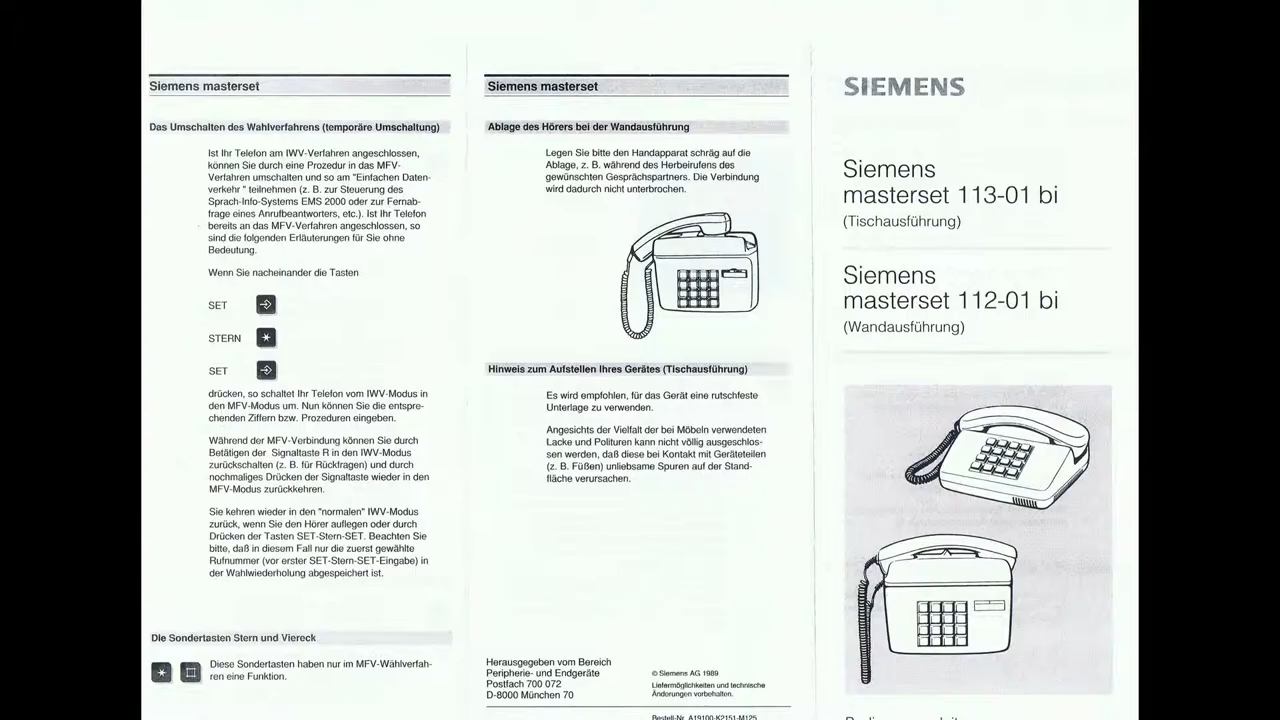 Siemens masterset
Das Umschalten des Wahlverfahrens (temporäre Umschaltung)
Ist Ihr Telefon am IWV-Verfahren angeschlossen,
können Sie durch eine Prozedur in das MFV-
Verfahren umschalten und so am "Einfachen Daten-
verkehr " teilnehmen (z. B. zur Steuerung des
Sprach-Info-Systems EMS 2000 oder zur Fernab-
frage eines Anrufbeantworters, etc.). Ist Ihr Telefon
bereits an das MFV-Verfahren angeschlossen, so
sind die folgenden Erläuterungen für Sie ohne
Bedeutung.
Wenn Sie nacheinander die Tasten
SET
STERN
SET
drücken, so schaltet Ihr Telefon vom IWV-Modus in
den MFV-Modus um. Nun können Sie die entspre-
chenden Ziffern bzw. Prozeduren eingeben.
Während der MFV-Verbindung können Sie durch
Betätigen der Signaltaste R in den IWV-Modus
zurückschalten (z. B. für Rückfragen) und durch
nochmaliges Drücken der Signaltaste wieder in den
MFV-Modus zurückkehren.
Sie kehren wieder in den "normalen" IWV-Modus
zurück, wenn Sie den Hörer auflegen oder durch
Drücken der Tasten SET-Stern-SET. Beachten Sie
bitte, daß in diesem Fall nur die zuerst gewählte
Rufnummer (vor erster SET-Stern-SET-Eingabe) in
der Wahlwiederholung abgespeichert ist.
Die Sondertasten Stern und Viereck
Diese Sondertasten haben nur im MFV-Wählverfah-
ren eine Funktion.
Siemens masterset
Ablage des Hörers bei der Wandausführung
Legen Sie bitte den Handapparat schräg auf die
Ablage, z. B. während des Herbeirufens des
gewünschten Gesprächspartners. Die Verbindung
wird dadurch nicht unterbrochen.
Hinweis zum Aufstellen Ihres Gerätes (Tischausführung)
Es wird empfohlen, für das Gerät eine rutschfeste
Unterlage zu verwenden.
Angesichts der Vielfalt der bei Möbeln verwendeten
Lacke und Polituren kann nicht völlig ausgeschlos-
sen werden, daß diese bei Kontakt mit Geräteteilen
(z. B. Füßen) unliebsame Spuren auf der Stand-
fläche verursachen.
Herausgegeben vom Bereich
Peripherie- und Endgeräte
Postfach 700 072
D-8000 München 70
© Siemens AG 1989
Liefermöglichkeiten und technische
Änderungen vorbehalten.
Bestell-Nr. A19100-K2151-M125
SIEMENS
Siemens
masterset 113-01 bi
(Tischausführung)
Siemens
masterset 112-01 bi
(Wandausführung)